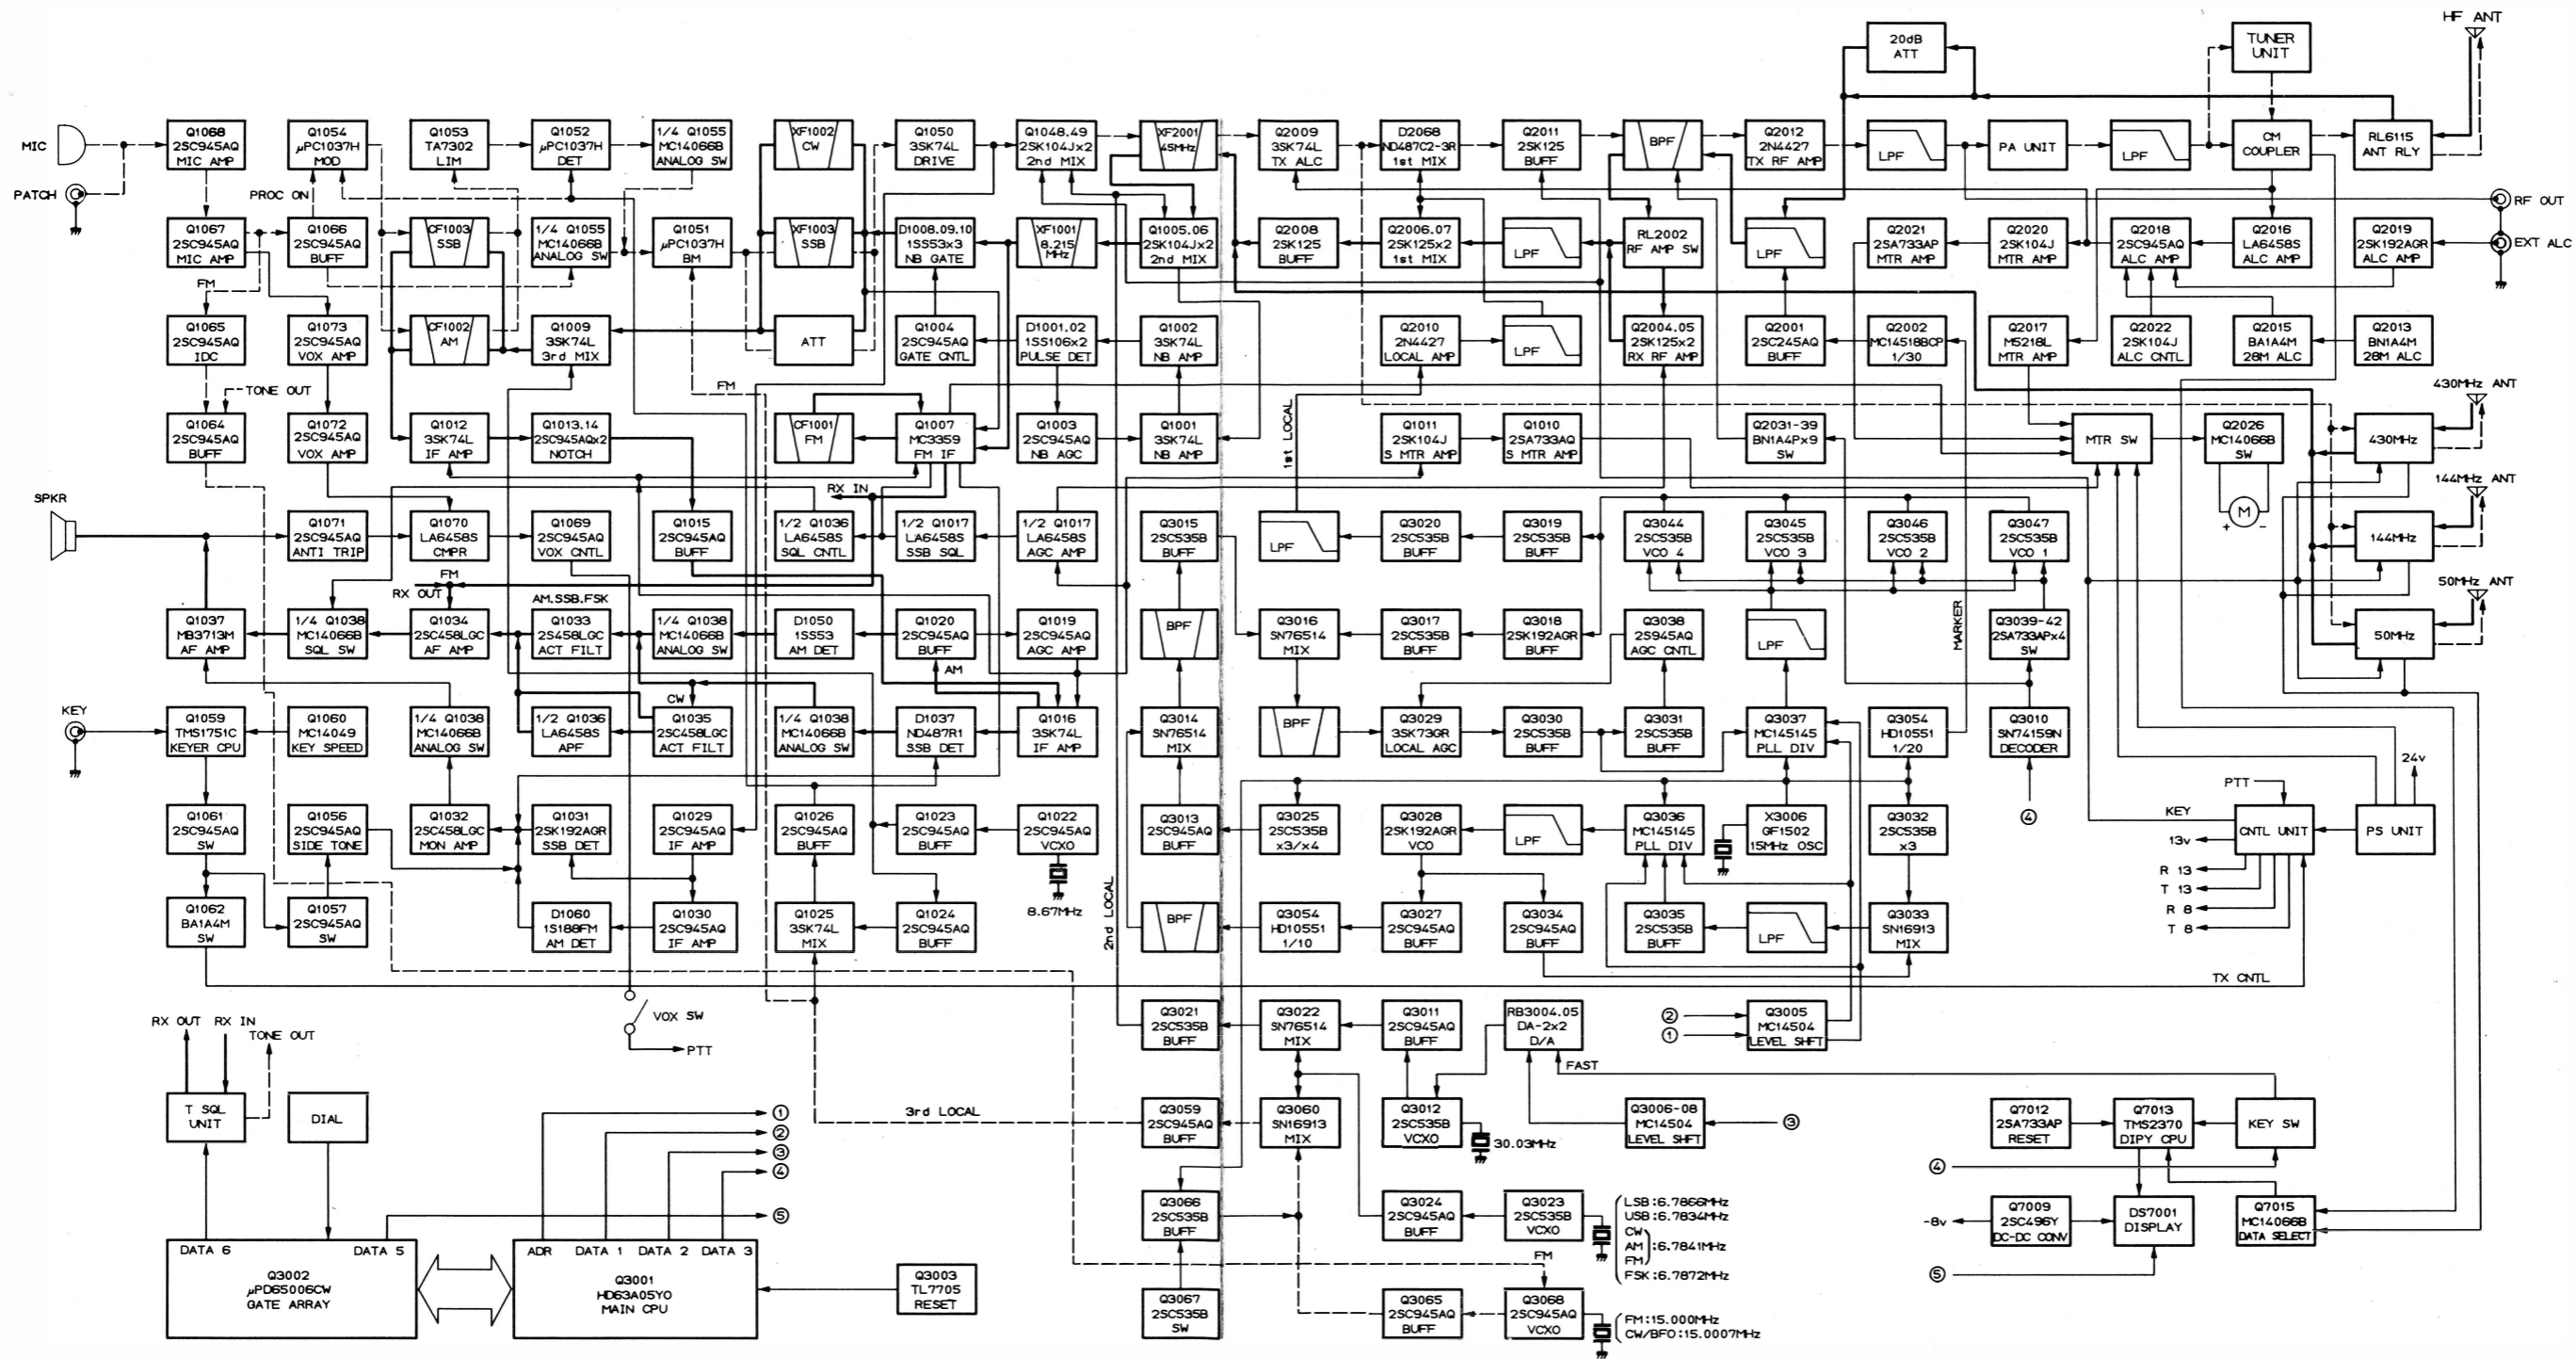 HF ANT
20dB
ATT
TUNER
UNIT
MIC
PATCH
Q1068
2SC945AQ
MIC AMP
Q1054
µPC1037H
MOD
Q1053
TA7302
LIM
Q1052
µPC1037H
DET
1/4 Q1055
MC14066B
ANALOG SW
XF1002
CW
Q1050
3SK74L
DRIVE
Q1048.49
2SK104Jx2
2nd MIX
XF2001
45MHz
Q2009
3SK74L
TX ALC
D2068
ND487C2-3R
1st MIX
Q2011
2SK125
BUFF
BPF
Q2012
2N4427
TX RF AMP
LPF
PA UNIT
LPF
CM
COUPLER
RL6115
ANT RLY
PROC ON
RF OUT
Q1067
2SC945AQ
MIC AMP
Q1066
2SC945AQ
BUFF
CF1003
SSB
1/4 Q1055
MC14066B
ANALOG SW
Q1051
µPC1037H
BM
XF1003
SSB
D1008.09.10
1SS53x3
NB GATE
XF1001
8.215
MHz
Q1005.06
2SK104Jx2
2nd MIX
Q2008
2SK125
BUFF
Q2006.07
2SK125x2
1st MIX
LPF
RL2002
RF AMP SW
LPF
Q2021
2SA733AP
MTR AMP
Q2020
2SK104J
MTR AMP
Q2018
2SC945AQ
ALC AMP
Q2016
LA6458S
ALC AMP
Q2019
2SK192AGR
ALC AMP
EXT ALC
FM
Q1065
2SC945AQ
IDC
Q1073
2SC945AQ
VOX AMP
CF1002
AM
Q1009
3SK74L
3rd MIX
ATT
Q1004
2SC945AQ
GATE CNTL
D1001.02
1SS106x2
PULSE DET
Q1002
3SK74L
NB AMP
Q2010
2N4427
LOCAL AMP
LPF
Q2004.05
2SK125x2
RX RF AMP
Q2001
2SC245AQ
BUFF
Q2002
MC14518BCP
1/30
Q2017
M5218L
MTR AMP
Q2022
2SK104J
ALC CNTL
Q2015
BA1A4M
28M ALC
Q2013
BN1A4M
28M ALC
TONE OUT
FM
1st LOCAL
430MHz ANT
Q1064
2SC945AQ
BUFF
Q1072
2SC945AQ
VOX AMP
Q1012
3SK74L
IF AMP
Q1013.14
2SC945AQx2
NOTCH
CF1001
FM
Q1007
MC3359
FM IF
Q1003
2SC945AQ
NB AGC
Q1001
3SK74L
NB AMP
Q1011
2SK104J
S MTR AMP
Q1010
2SA733AQ
S MTR AMP
Q2031-39
BN1A4Px9
SW
MTR SW
Q2026
MC14066B
SW
430MHz
RX IN
144MHz ANT
SPKR
Q1071
2SC945AQ
ANTI TRIP
Q1070
LA6458S
CMPR
Q1069
2SC945AQ
VOX CNTL
Q1015
2SC945AQ
BUFF
1/2 Q1036
LA6458S
SQL CNTL
1/2 Q1017
LA6458S
SSB SQL
1/2 Q1017
LA6458S
AGC AMP
Q3015
2SC535B
BUFF
LPF
Q3020
2SC535B
BUFF
Q3019
2SC535B
BUFF
Q3044
2SC535B
VCO 4
Q3045
2SC535B
VCO 3
Q3046
2SC535B
VCO 2
Q3047
2SC535B
VCO 1
M
+
-
144MHz
FM
RX OUT
AM.SSB.FSK
50MHz ANT
Q1037
MB3713M
AF AMP
1/4 Q1038
MC14066B
SQL SW
Q1034
2SC458LGC
AF AMP
Q1033
2S458LGC
ACT FILT
1/4 Q1038
MC14066B
ANALOG SW
D1050
1SS53
AM DET
Q1020
2SC945AQ
BUFF
Q1019
2SC945AQ
AGC AMP
BPF
Q3016
SN76514
MIX
Q3017
2SC535B
BUFF
Q3018
2SK192AGR
BUFF
Q3038
2S945AQ
AGC CNTL
LPF
MARKER
Q3039-42
2SA733APx4
SW
50MHz
AM
CW
KEY
Q1059
TMS1751C
KEYER CPU
Q1060
MC14049
KEY SPEED
1/4 Q1038
MC14066B
ANALOG SW
1/2 Q1036
LA6458S
APF
Q1035
2SC458LGC
ACT FILT
1/4 Q1038
MC14066B
ANALOG SW
D1037
ND487R1
SSB DET
Q1016
3SK74L
IF AMP
Q3014
SN76514
MIX
BPF
Q3029
3SK73GR
LOCAL AGC
Q3030
2SC535B
BUFF
Q3031
2SC535B
BUFF
Q3037
MC145145
PLL DIV
Q3054
HD10551
1/20
Q3010
SN74159N
DECODER
24v
PTT
Q1061
2SC945AQ
SW
Q1056
2SC945AQ
SIDE TONE
Q1032
2SC458LGC
MON AMP
Q1031
2SK192AGR
SSB DET
Q1029
2SC945AQ
IF AMP
Q1026
2SC945AQ
BUFF
Q1023
2SC945AQ
BUFF
Q1022
2SC945AQ
VCXO
Q3013
2SC945AQ
BUFF
Q3025
2SC535B
x3/x4
Q3028
2SK192AGR
VCO
LPF
Q3036
MC145145
PLL DIV
X3006
GF1502
15MHz OSC
Q3032
2SC535B
x3
④
KEY
13v
CNTL UNIT
PS UNIT
R 13
T 13
R 8
T 8
8.67MHz
2nd LOCAL
Q1062
BA1A4M
SW
Q1057
2SC945AQ
SW
D1060
1S188FM
AM DET
Q1030
2SC945AQ
IF AMP
Q1025
3SK74L
MIX
Q1024
2SC945AQ
BUFF
BPF
Q3054
HD10551
1/10
Q3027
2SC945AQ
BUFF
Q3034
2SC945AQ
BUFF
Q3035
2SC535B
BUFF
LPF
Q3033
SN16913
MIX
TX CNTL
RX OUT
RX IN
TONE OUT
VOX SW
PTT
Q3021
2SC535B
BUFF
Q3022
SN76514
MIX
Q3011
2SC945AQ
BUFF
RB3004.05
DA-2x2
D/A
②
①
Q3005
MC14504
LEVEL SHFT
FAST
T SQL
UNIT
DIAL
①
②
③
④
⑤
3rd LOCAL
Q3059
2SC945AQ
BUFF
Q3060
SN16913
MIX
Q3012
2SC535B
VCXO
30.03MHz
Q3006-08
MC14504
LEVEL SHFT
③
Q7012
2SA733AP
RESET
Q7013
TMS2370
DIPY CPU
KEY SW
④
Q3066
2SC535B
BUFF
Q3024
2SC945AQ
BUFF
Q3023
2SC535B
VCXO
LSB:6.7866MHz
USB:6.7834MHz
CW
AM :6.7841MHz
FM
FSK:6.7872MHz
-8v
Q7009
2SC496Y
DC-DC CONV
DS7001
DISPLAY
Q7015
MC14066B
DATA SELECT
⑤
DATA 6
DATA 5
Q3002
µPD65006CW
GATE ARRAY
ADR
DATA 1
DATA 2
DATA 3
Q3001
HD63A05YO
MAIN CPU
Q3003
TL7705
RESET
Q3067
2SC535B
SW
Q3065
2SC945AQ
BUFF
FM
Q3068
2SC945AQ
VCXO
FM:15.000MHz
CW/BFO:15.0007MHz